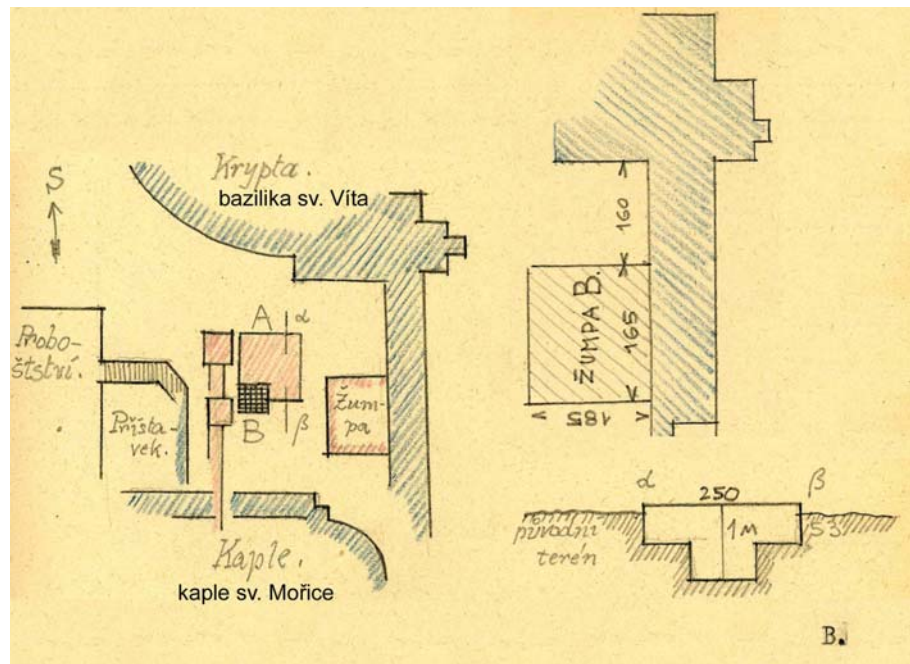 S
Krypta.
bazilika sv. Víta
Probo-
štství.
A
α
B
β
Žum-
pa
Přísta-
vek.
Kaple.
kaple sv. Mořice
160
ŽUMPA B.
165
185
α
250
β
původní
terén
1M
53
B.